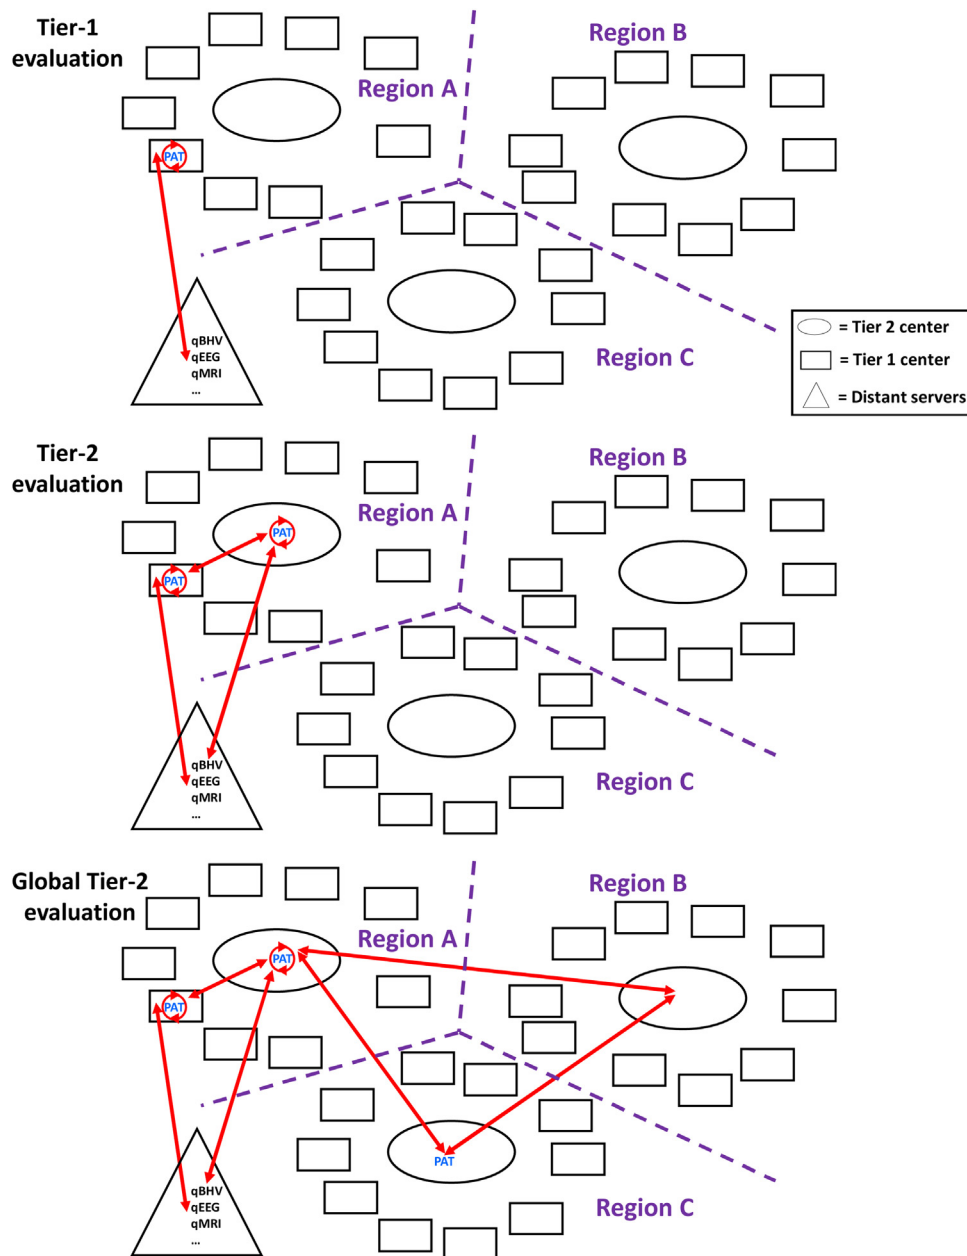 Tier-1
evaluation
Region A
Region B
PAT
qBHV
qEEG
qMRI
...
Region C
= Tier 2 center
= Tier 1 center
= Distant servers
Tier-2
evaluation
Region A
Region B
PAT
PAT
qBHV
qEEG
qMRI
...
Region C
Global Tier-2
evaluation
Region A
Region B
PAT
PAT
PAT
qBHV
qEEG
qMRI
...
Region C